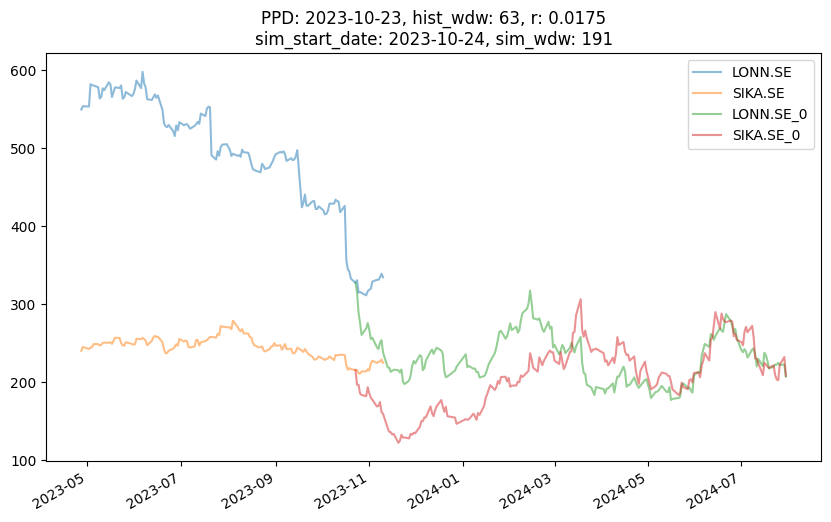 PPD: 2023-10-23, hist_wdw: 63, r: 0.0175
sim_start_date: 2023-10-24, sim_wdw: 191
LONN.SE
SIKA.SE
LONN.SE_0
SIKA.SE_0
600
500
400
300
200
100
2023-05
2023-07
2023-09
2023-11
2024-01
2024-03
2024-05
2024-07